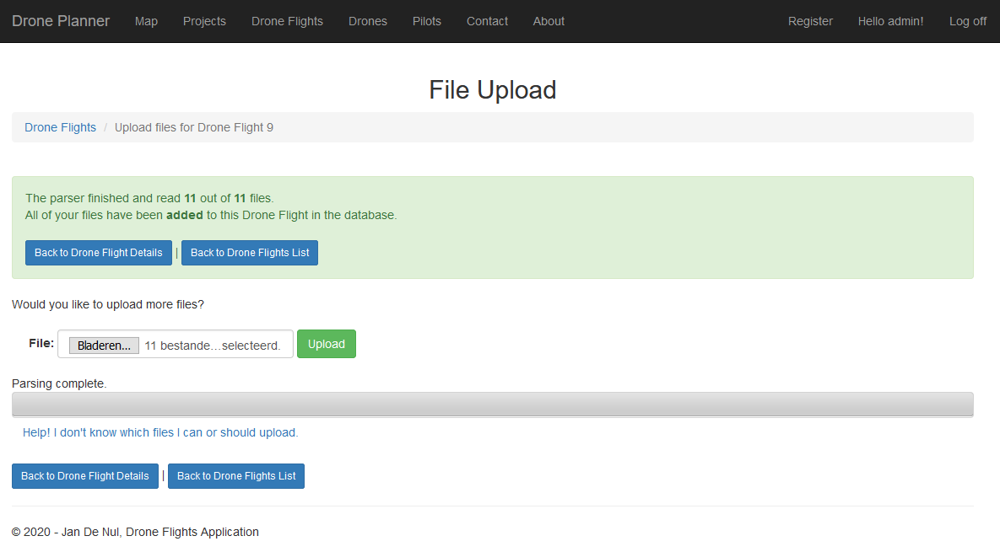 Drone Planner Map Projects Drone Flights Drones Pilots Contact About Register Hello admin! Log off
File Upload
Drone Flights / Upload files for Drone Flight 9
The parser finished and read 11 out of 11 files.
All of your files have been added to this Drone Flight in the database.
Back to Drone Flight Details | Back to Drone Flights List
Would you like to upload more files?
File: Bladeren... 11 bestande...selecteerd. Upload
Parsing complete.
Help! I don't know which files I can or should upload.
Back to Drone Flight Details | Back to Drone Flights List
© 2020 - Jan De Nul, Drone Flights Application